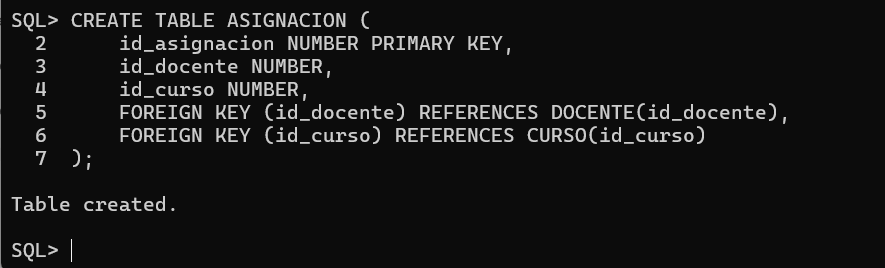 SQL> CREATE TABLE ASIGNACION (
  2      id_asignacion NUMBER PRIMARY KEY,
  3      id_docente NUMBER,
  4      id_curso NUMBER,
  5      FOREIGN KEY (id_docente) REFERENCES DOCENTE(id_docente),
  6      FOREIGN KEY (id_curso) REFERENCES CURSO(id_curso)
  7  );
Table created.
SQL>